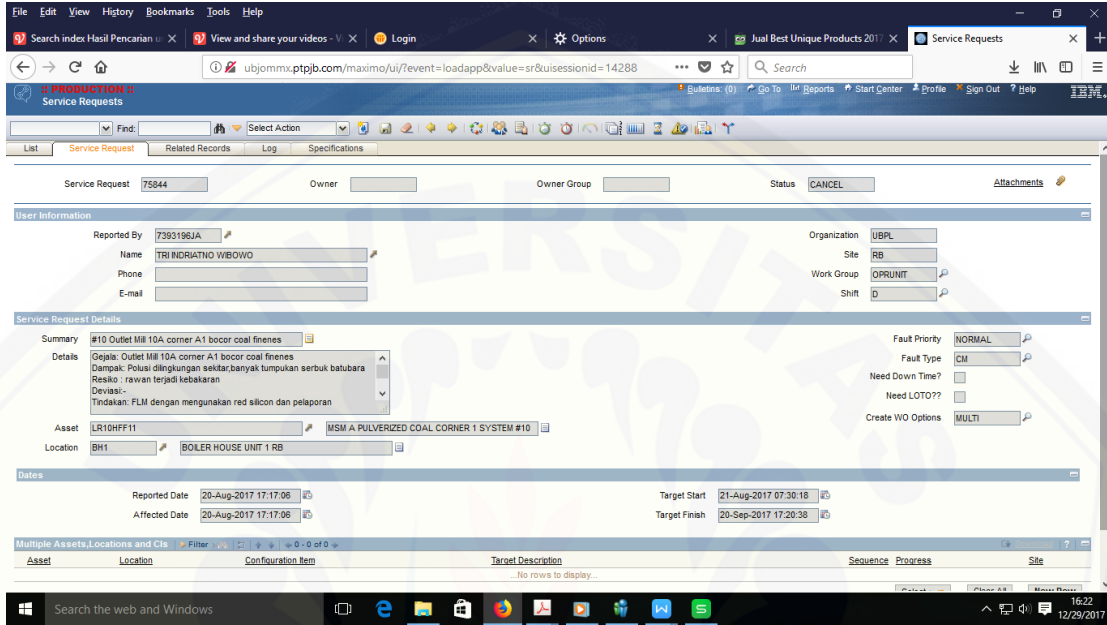 File Edit View History Bookmarks Tools Help
Search index Hasil Pencarian u View and share your videos - V Login Options Jual Best Unique Products 2017 Service Requests
ubjommx.ptpjb.com/maximo/ui/?event=loadapp&value=sr&uisessionid=14288 Search
:: PRODUCTION :: Bulletins: (0) Go To Reports Start Center Profile Sign Out ? Help IBM.
Service Requests
Find: Select Action
List Service Request Related Records Log Specifications
Service Request 75844 Owner Owner Group Status CANCEL Attachments
User Information
Reported By 7393196JA Organization UBPL
Name TRI INDRIATNO WIBOWO Site RB
Phone Work Group OPRUNIT
E-mail Shift D
Service Request Details
Summary #10 Outlet Mill 10A corner A1 bocor coal finenes Fault Priority NORMAL
Details Gejala: Outlet Mill 10A corner A1 bocor coal finenes Fault Type CM
Dampak: Polusi dilingkungan sekitar,banyak tumpukan serbuk batubara
Resiko : rawan terjadi kebakaran Need Down Time?
Deviasi:- Need LOTO??
Tindakan: FLM dengan mengunakan red silicon dan pelaporan
Create WO Options MULTI
Asset LR10HFF11 MSM A PULVERIZED COAL CORNER 1 SYSTEM #10
Location BH1 BOILER HOUSE UNIT 1 RB
Dates
Reported Date 20-Aug-2017 17:17:06 Target Start 21-Aug-2017 07:30:18
Affected Date 20-Aug-2017 17:17:06 Target Finish 20-Sep-2017 17:20:38
Multiple Assets,Locations and CIs Filter 0 - 0 of 0 ?
Asset Location Configuration Item Target Description Sequence Progress Site
...No rows to display...
UNIVERSITAS
Search the web and Windows 16:22
12/29/2017